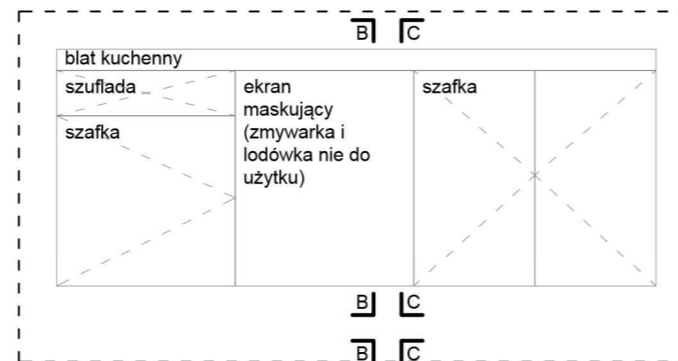 B C
blat kuchenny
szuflada
ekran
maskujący
(zmywarka i
lodówka nie do
użytku)
szafka
szafka
B C
B C